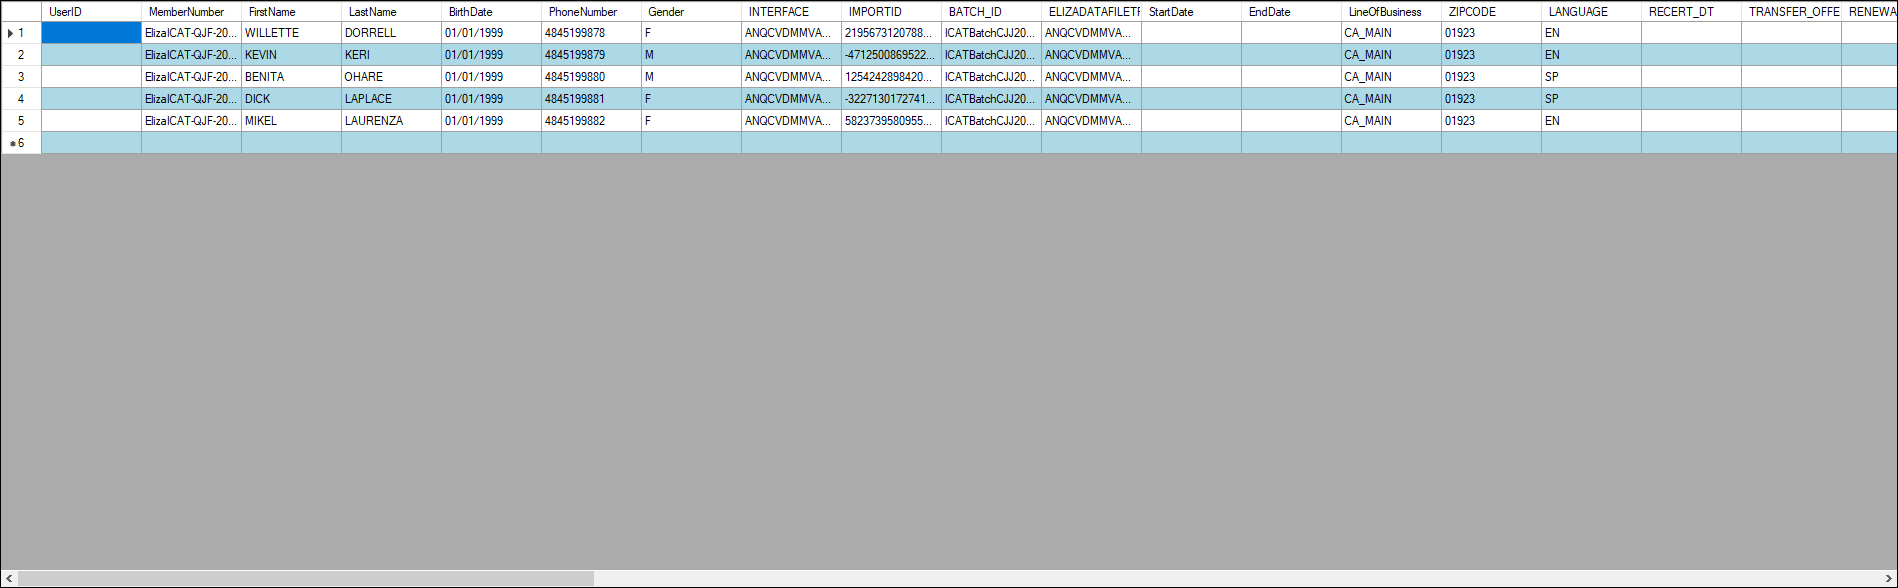 UserID MemberNumber FirstName LastName BirthDate PhoneNumber Gender INTERFACE IMPORTID BATCH_ID ELIZADATAFILETF StartDate EndDate LineOfBusiness ZIPCODE LANGUAGE RECERT_DT TRANSFER_OFFE RENEWA
1 ElizaICAT-QJF-20... WILLETTE DORRELL 01/01/1999 4845199878 F ANQCVDMMVA... 2195673120788... ICATBatchCJJ20... ANQCVDMMVA... CA_MAIN 01923 EN
2 ElizaICAT-QJF-20... KEVIN KERI 01/01/1999 4845199879 M ANQCVDMMVA... -4712500869522... ICATBatchCJJ20... ANQCVDMMVA... CA_MAIN 01923 EN
3 ElizaICAT-QJF-20... BENITA OHARE 01/01/1999 4845199880 M ANQCVDMMVA... 1254242898420... ICATBatchCJJ20... ANQCVDMMVA... CA_MAIN 01923 SP
4 ElizaICAT-QJF-20... DICK LAPLACE 01/01/1999 4845199881 F ANQCVDMMVA... -3227130172741... ICATBatchCJJ20... ANQCVDMMVA... CA_MAIN 01923 SP
5 ElizaICAT-QJF-20... MIKEL LAURENZA 01/01/1999 4845199882 F ANQCVDMMVA... 5823739580955... ICATBatchCJJ20... ANQCVDMMVA... CA_MAIN 01923 EN
6